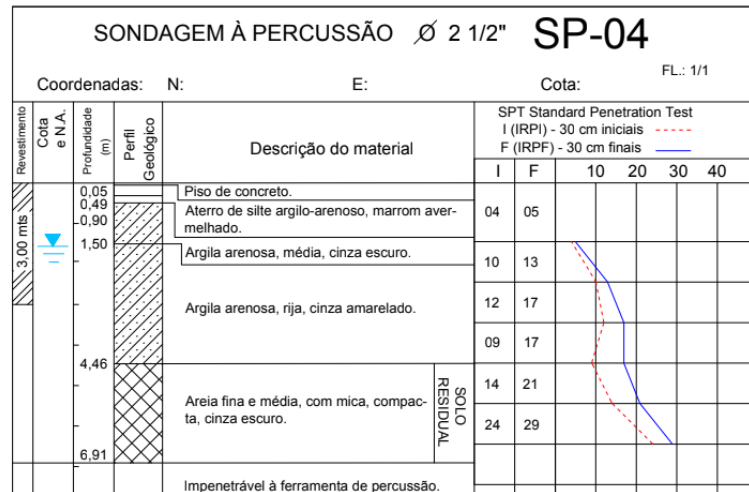 SONDAGEM À PERCUSSÃO Ø 2 1/2" SP-04
FL.: 1/1
Coordenadas: N: E: Cota:
Revestimento
Cota
e N.A.
Profundidade
(m)
Perfil
Geológico
Descrição do material
SPT Standard Penetration Test
I (IRPI) - 30 cm iniciais
F (IRPF) - 30 cm finais
I F 10 20 30 40
3,00 mts
0,05
Piso de concreto.
0,49
Aterro de silte argilo-arenoso, marrom aver-
melhado.
04 05
0,90
1,50
Argila arenosa, média, cinza escuro.
10 13
Argila arenosa, rija, cinza amarelado.
12 17
09 17
4,46
Areia fina e média, com mica, compac-
ta, cinza escuro.
SOLO
RESIDUAL
14 21
24 29
6,91
Impenetrável à ferramenta de percussão.